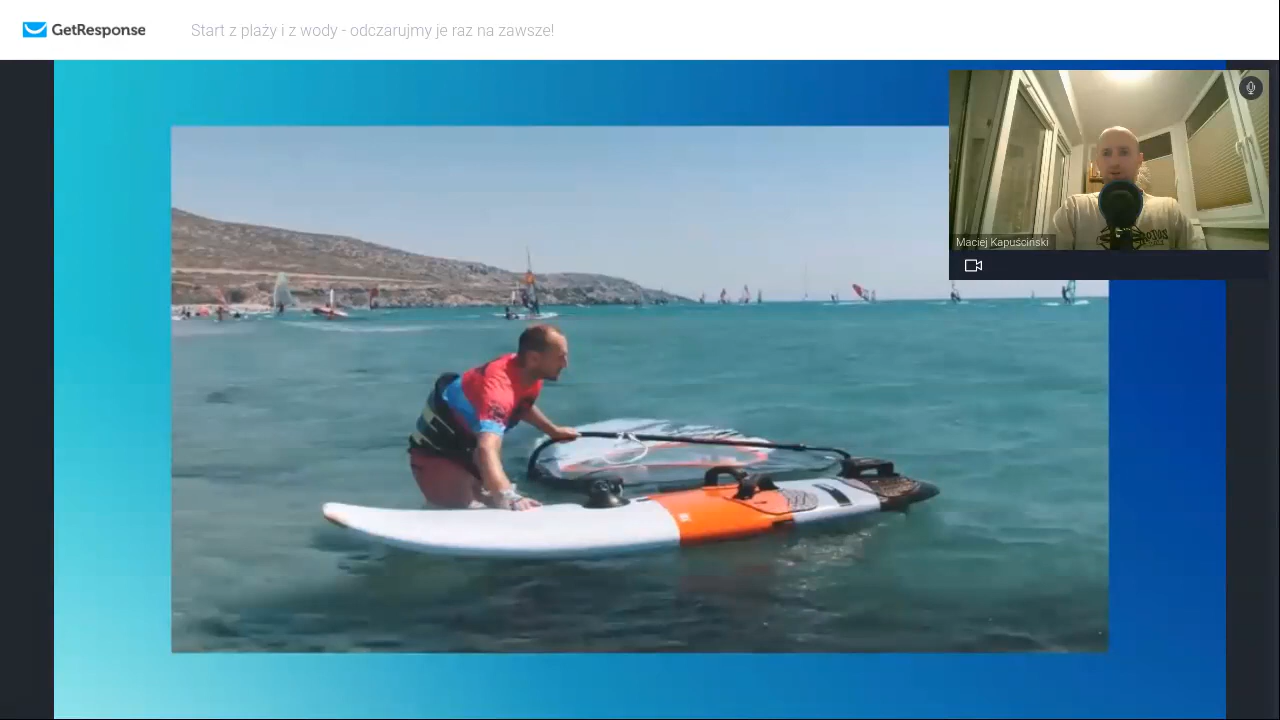 GetResponse
Start z plaży i z wody - odczarujmy je raz na zawsze!
Maciej Kapuściński